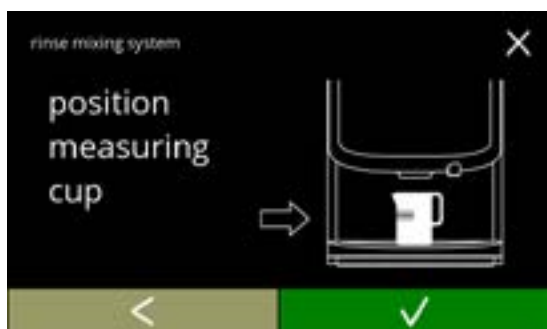 rinse mixing system
position
measuring
cup